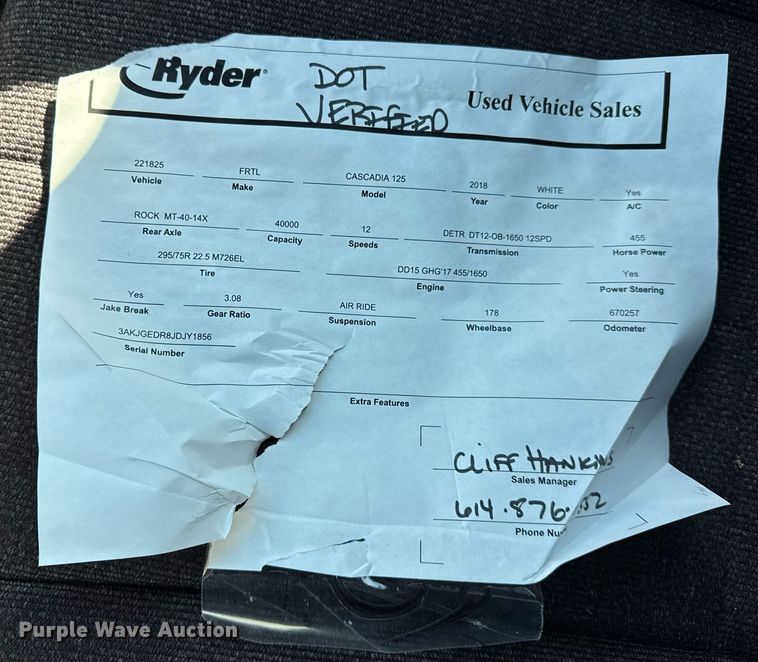 Ryder
DOT
VERIFIED
Used Vehicle Sales
221825 FRTL CASCADIA 125 2018 WHITE Yes
Vehicle Make Model Year Color A/C
ROCK MT-40-14X 40000 12 DETR DT12-OB-1650 12SPD 455
Rear Axle Capacity Speeds Transmission Horse Power
295/75R 22.5 M726EL DD15 GHG'17 455/1650 Yes
Tire Engine Power Steering
Yes 3.08 AIR RIDE 178 670257
Jake Break Gear Ratio Suspension Wheelbase Odometer
3AKJGEDR8JDJY1856
Serial Number
Extra Features
CLIFF HANKINS
Sales Manager
614.876.
Phone Nu
Purple Wave Auction